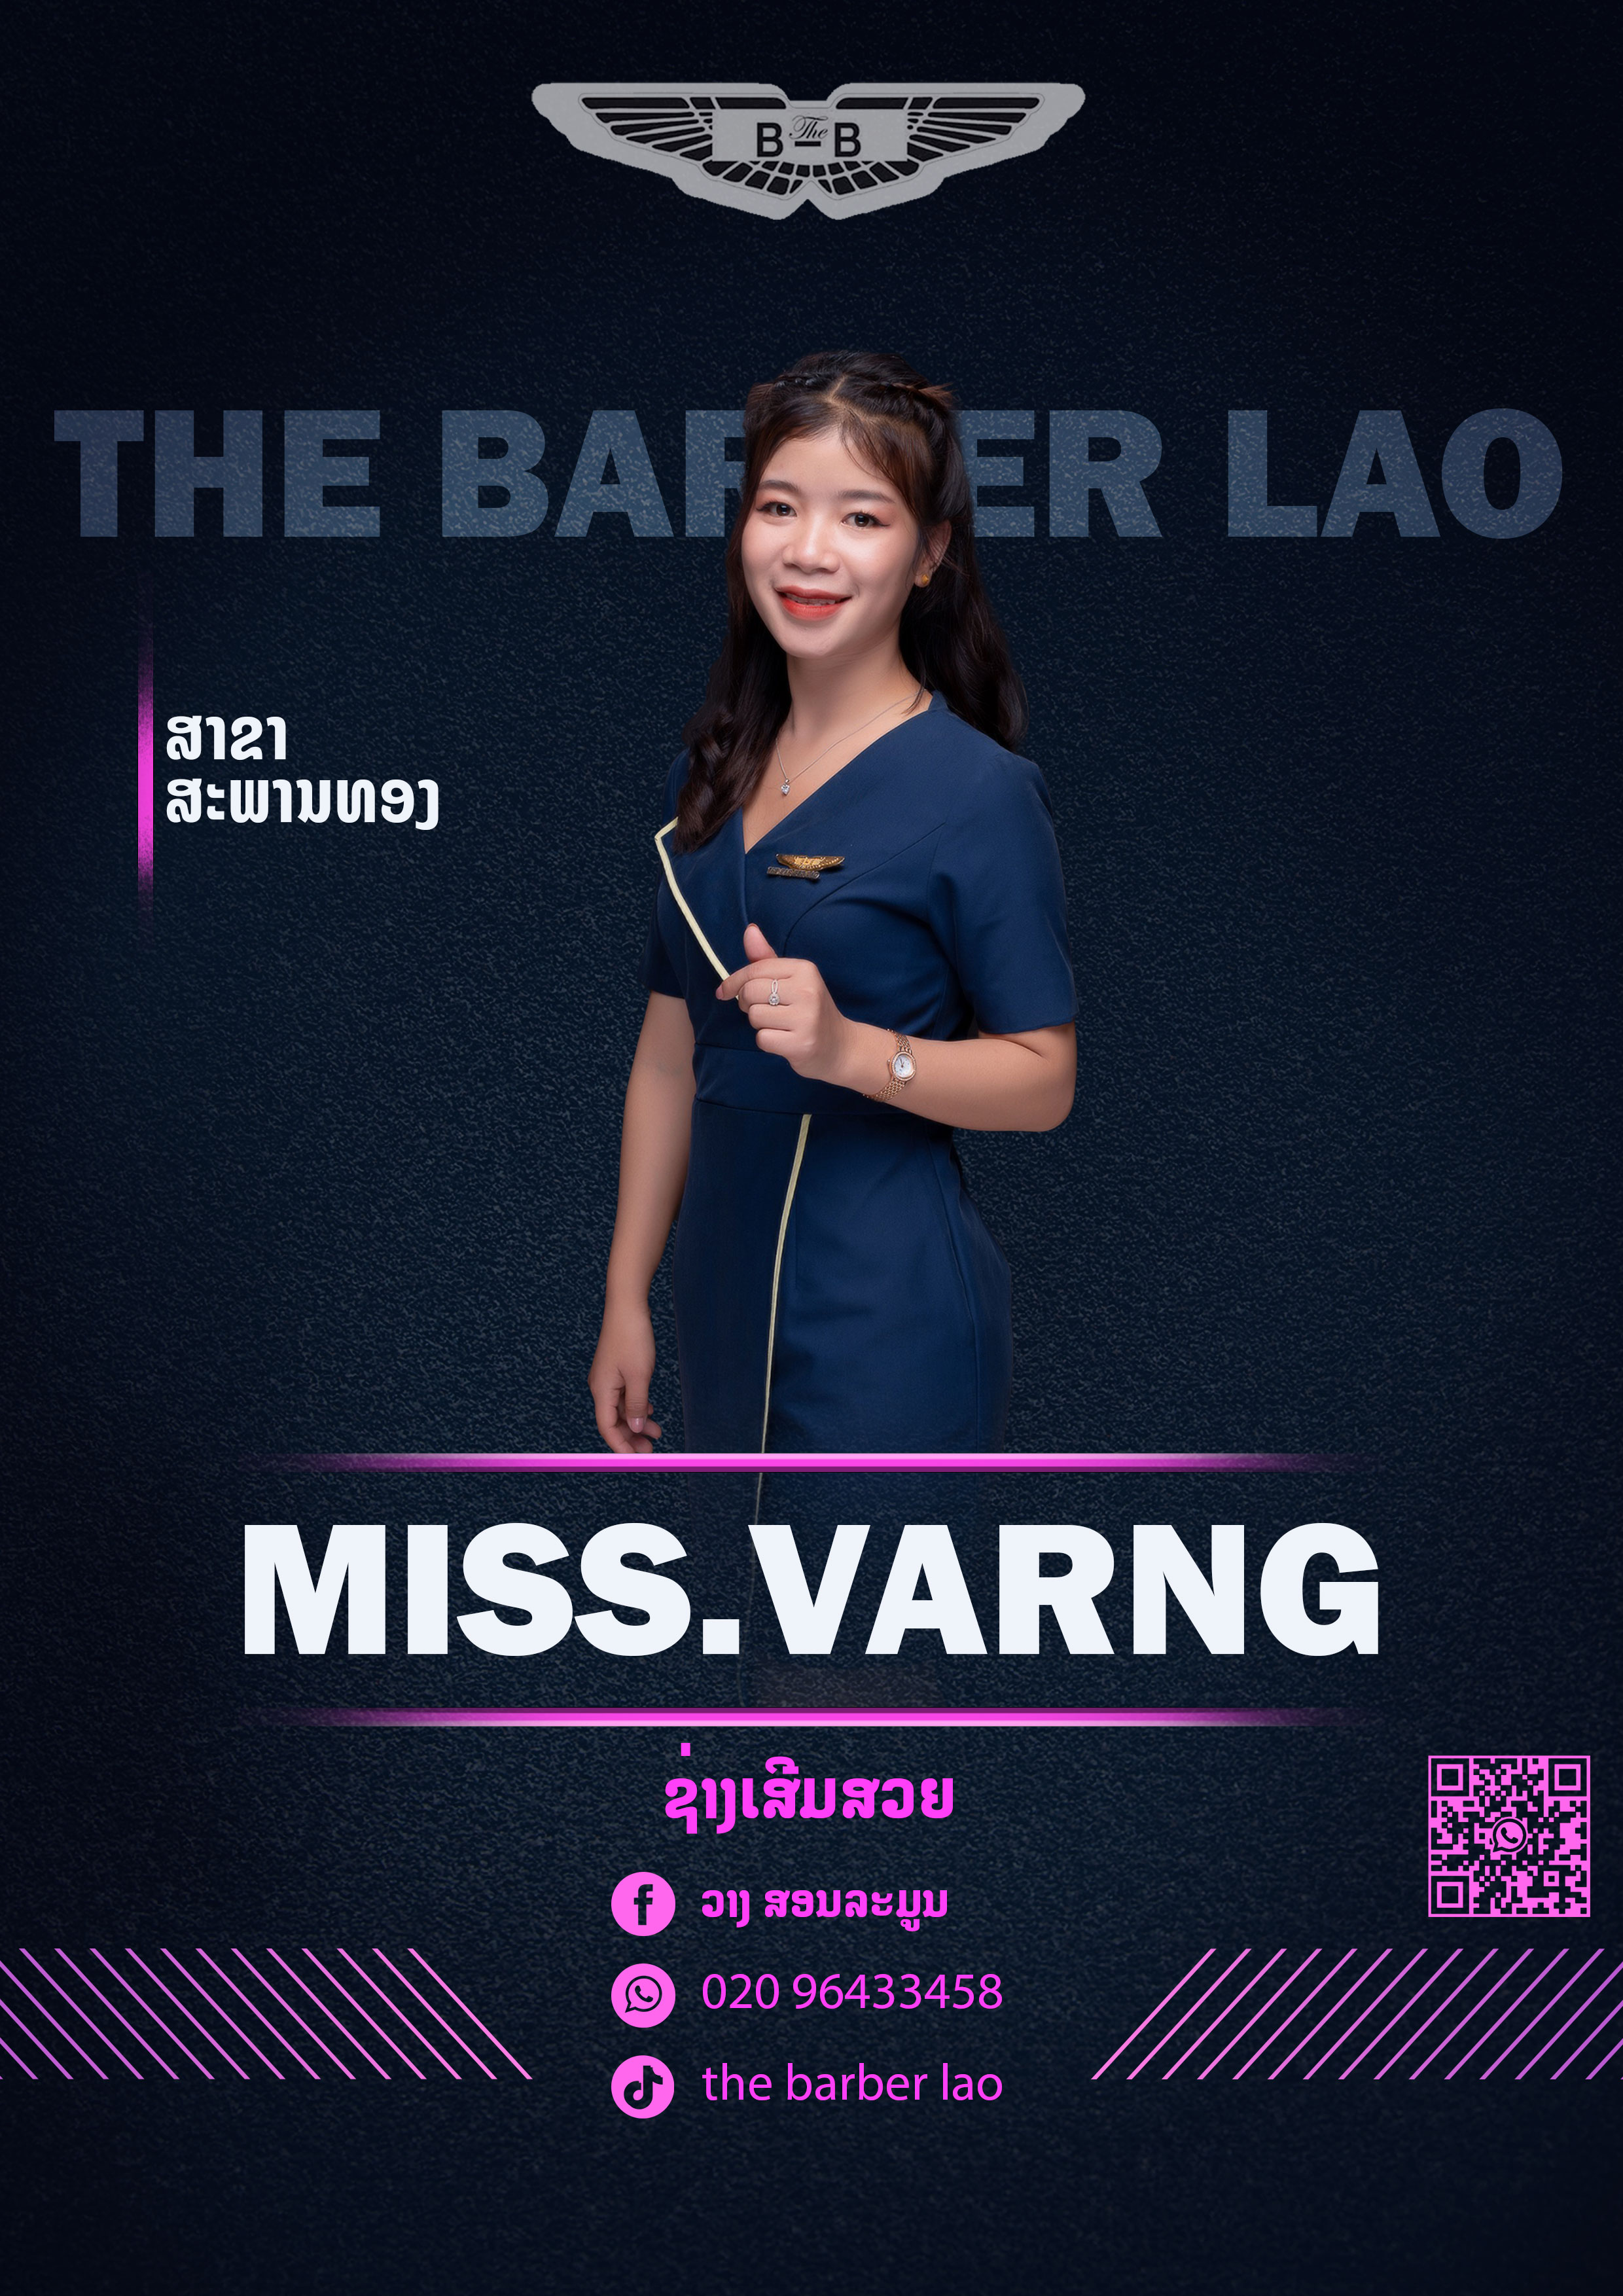 B The B
THE BARBER LAO
ສາຂາ
ສະພານທອງ
MISS.VARNG
ຊ່າງເສີມສວຍ
ວາງ ສອນລະມູນ
020 96433458
the barber lao